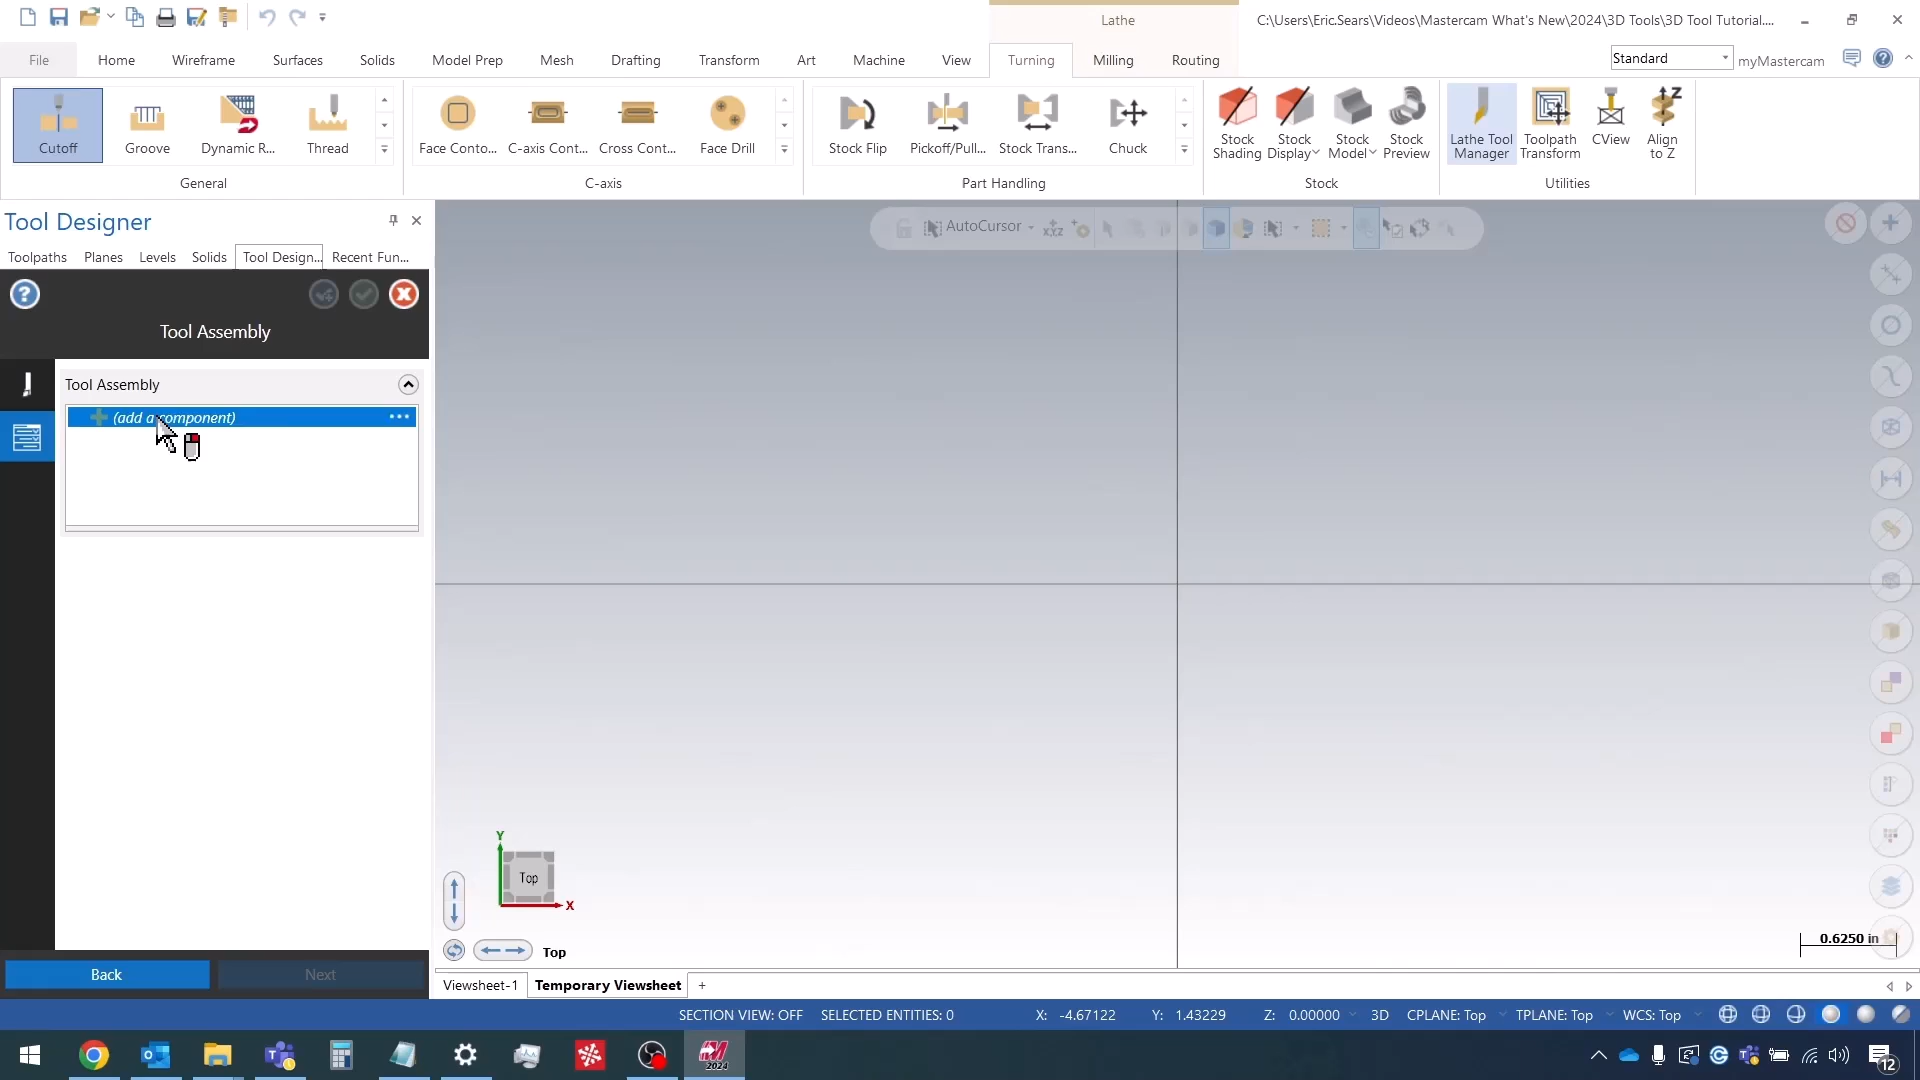 Lathe
C:\Users\Eric.Sears\Videos\Mastercam What's New\2024\3D Tools\3D Tool Tutorial....
File Home Wireframe Surfaces Solids Model Prep Mesh Drafting Transform Art Machine View Turning Milling Routing
Standard myMastercam
Cutoff Groove Dynamic R... Thread
Face Conto... C-axis Cont... Cross Cont... Face Drill
Stock Flip Pickoff/Pull... Stock Trans... Chuck
Stock Shading
Stock Display
Stock Model
Stock Preview
Lathe Tool Manager
Toolpath Transform
CView
Align to Z
General C-axis Part Handling Stock Utilities
Tool Designer
Toolpaths Planes Levels Solids Tool Design... Recent Fun...
AutoCursor
Tool Assembly
Tool Assembly
(add a component)
Back Next
Y
Top
X
Top
0.6250 in
Viewsheet-1 Temporary Viewsheet +
SECTION VIEW: OFF SELECTED ENTITIES: 0 X: -4.67122 Y: 1.43229 Z: 0.00000 3D CPLANE: Top TPLANE: Top WCS: Top
2024
12